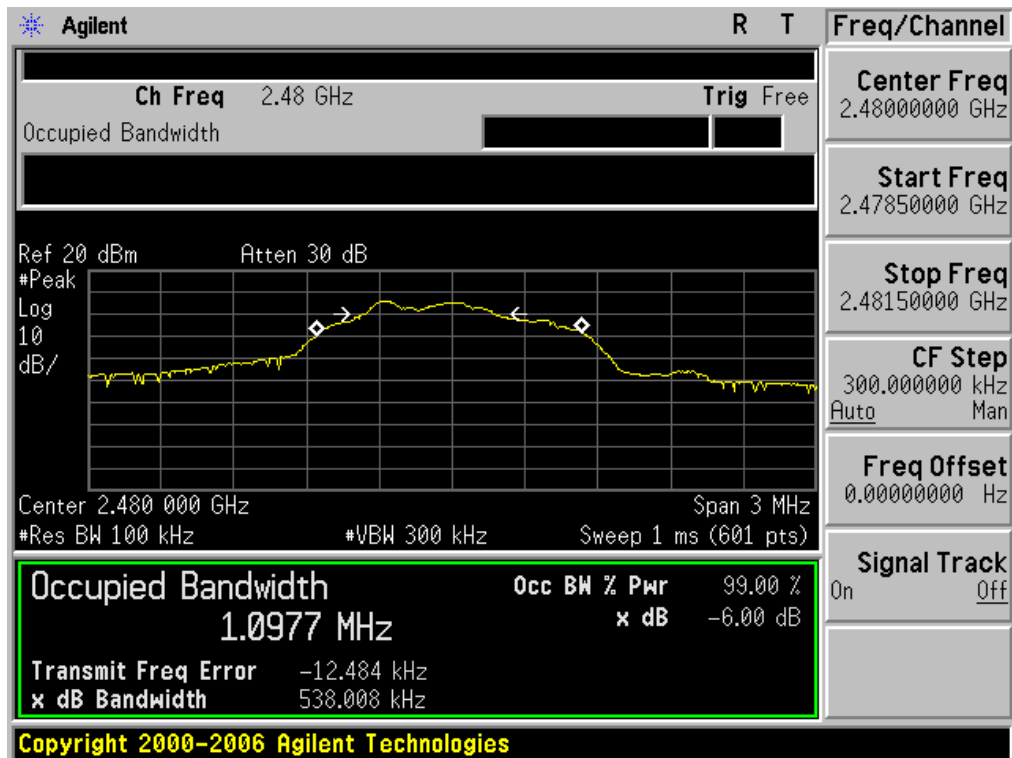 Agilent R T
Ch Freq 2.48 GHz Trig Free
Occupied Bandwidth
Ref 20 dBm Atten 30 dB
#Peak
Log
10
dB/
Center 2.480 000 GHz Span 3 MHz
#Res BW 100 kHz #VBW 300 kHz Sweep 1 ms (601 pts)
Occupied Bandwidth
1.0977 MHz
Occ BW % Pwr 99.00 %
x dB -6.00 dB
Transmit Freq Error -12.484 kHz
x dB Bandwidth 538.008 kHz
Copyright 2000-2006 Agilent Technologies
Freq/Channel
Center Freq
2.48000000 GHz
Start Freq
2.47850000 GHz
Stop Freq
2.48150000 GHz
CF Step
300.000000 kHz
Auto Man
Freq Offset
0.00000000 Hz
Signal Track
On Off